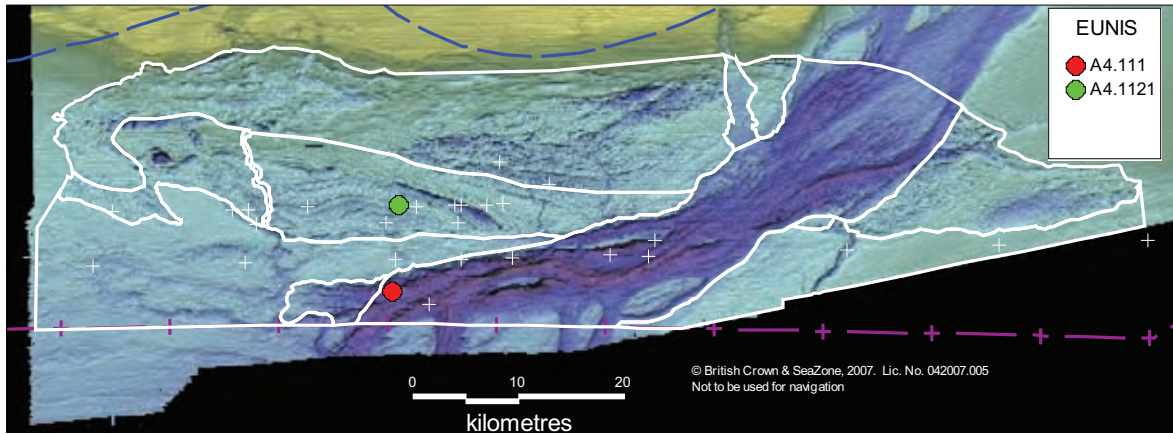 EUNIS
A4.111
A4.1121
© British Crown & SeaZone, 2007. Lic. No. 042007.005
Not to be used for navigation
0 10 20
kilometres